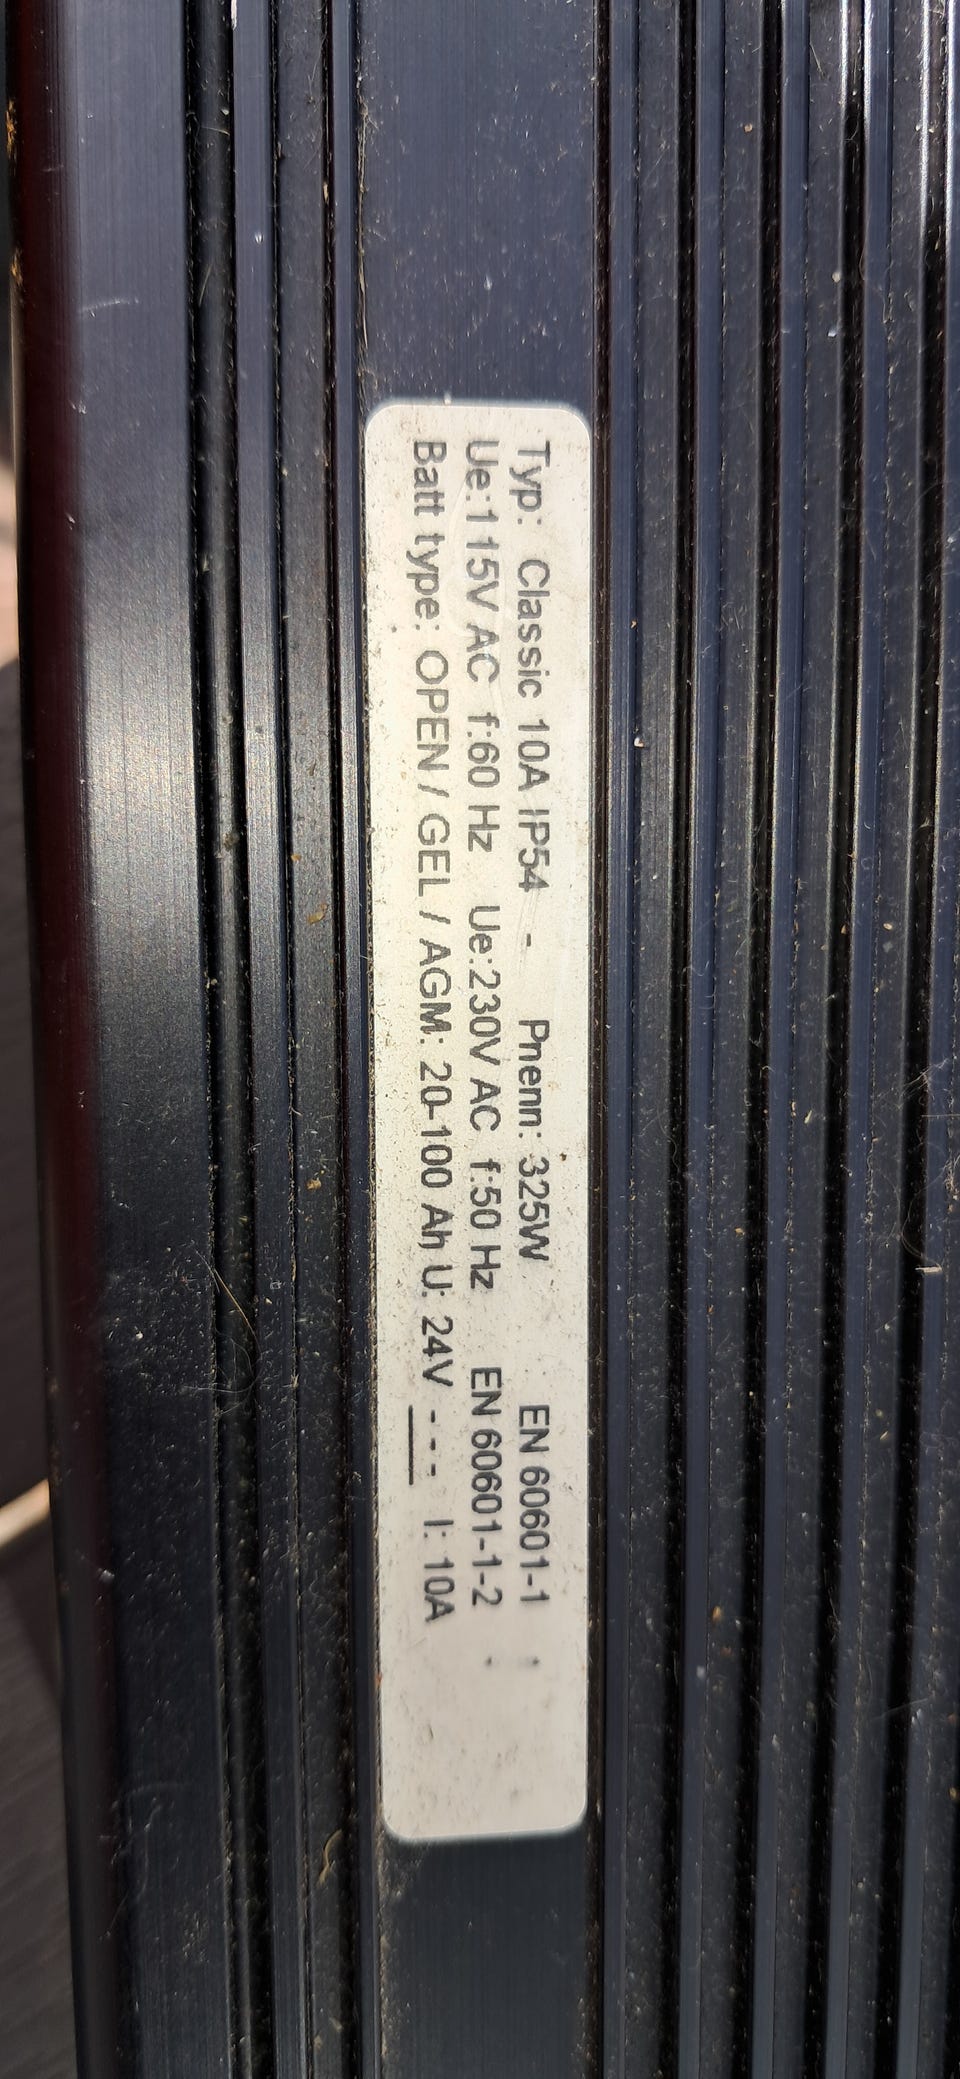 Typ: Classic 10A IP54 - Pnenn: 325W EN 60601-1
Ue:115V AC f:60 Hz Ue:230V AC f:50 Hz EN 60601-1-2
Batt type: OPEN / GEL / AGM: 20-100 Ah U: 24V --- I: 10A